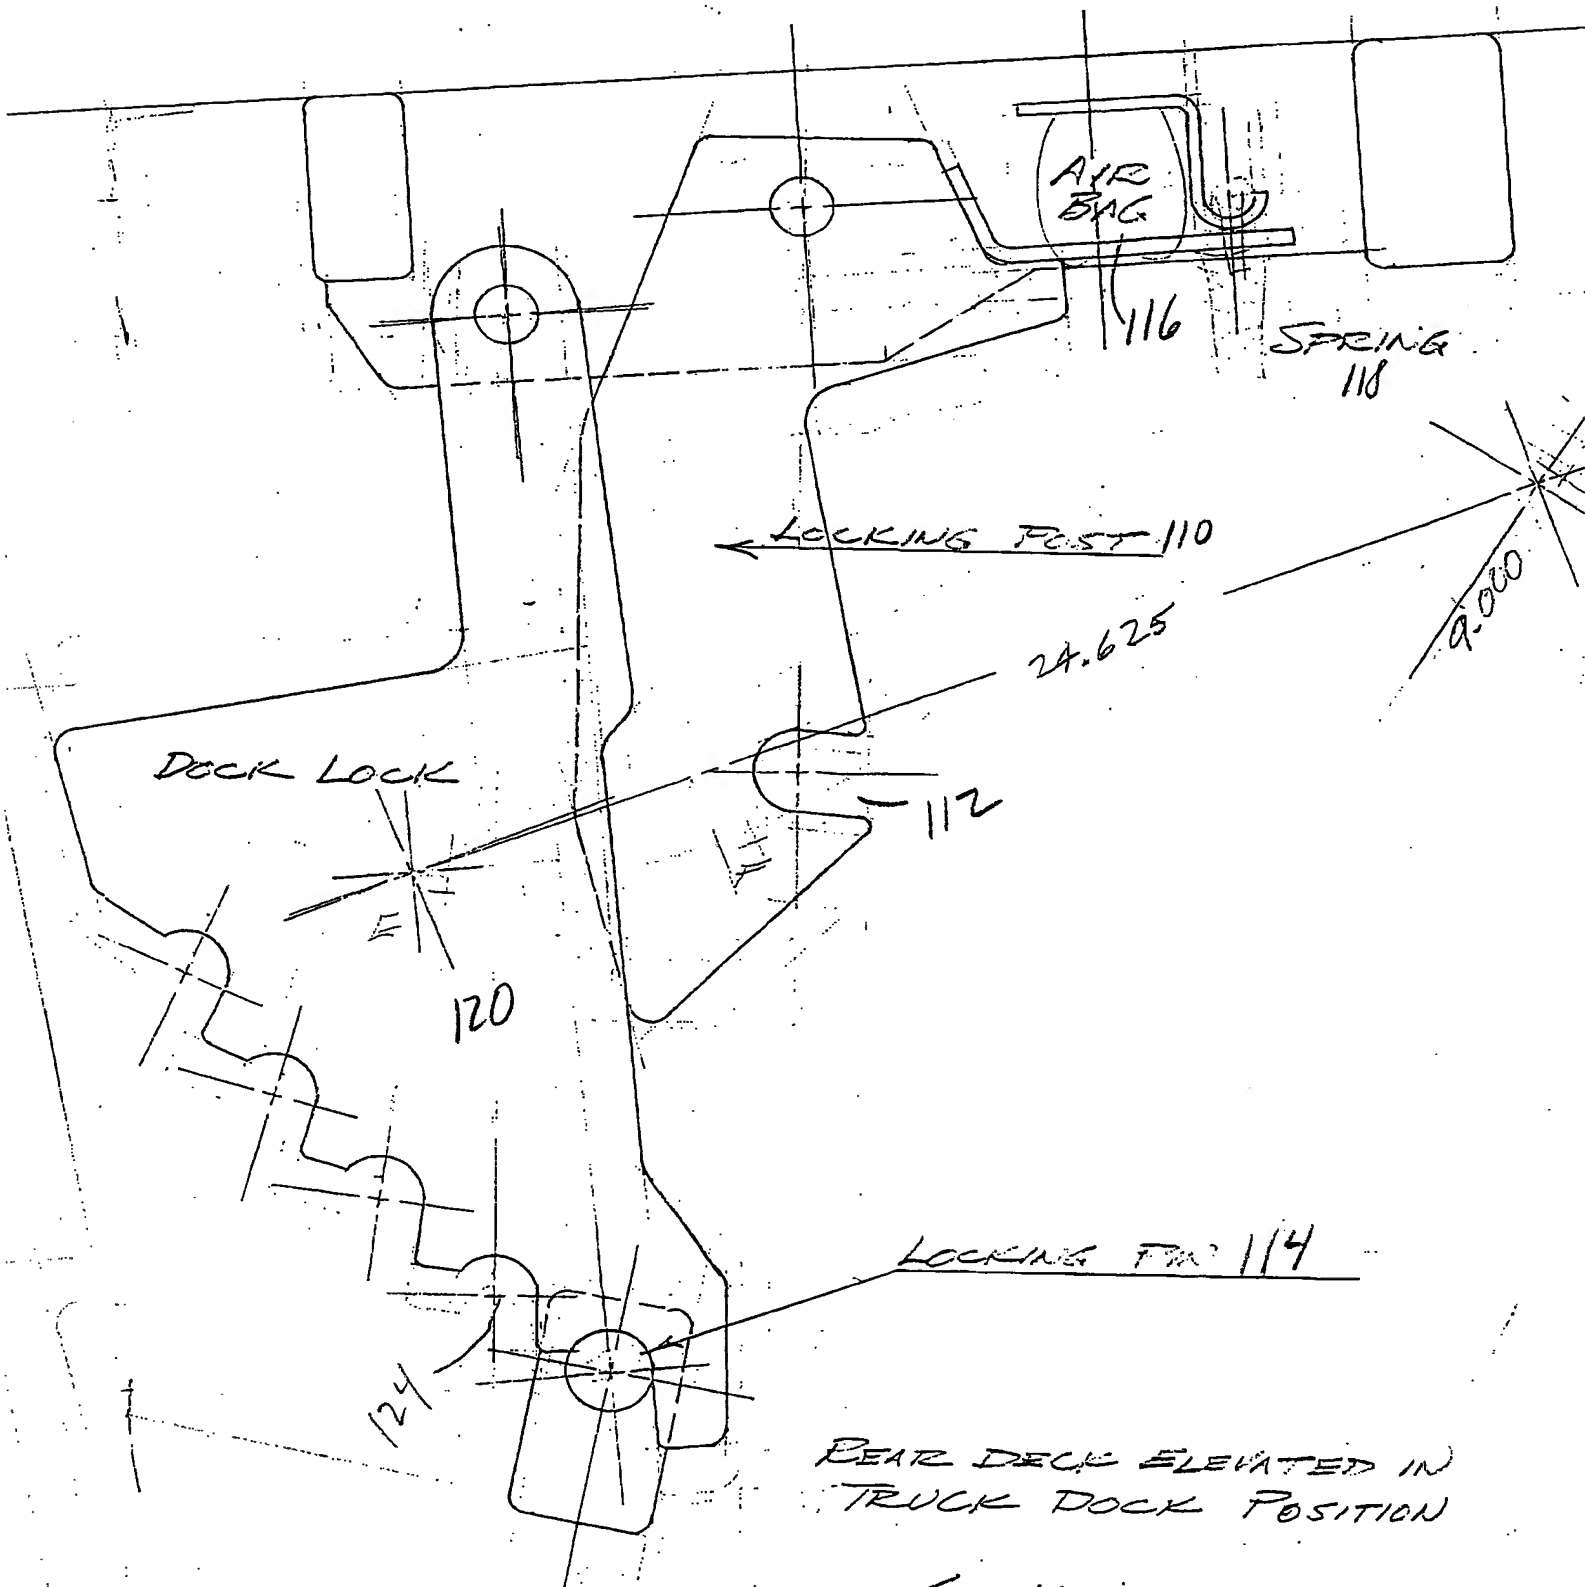 AIR
BAG
116
SPRING
118
LOCKING POST 110
24.625
9.000
DOCK LOCK
112
120
LOCKING PIN 114
124
REAR DECK ELEVATED IN
TRUCK DOCK POSITION